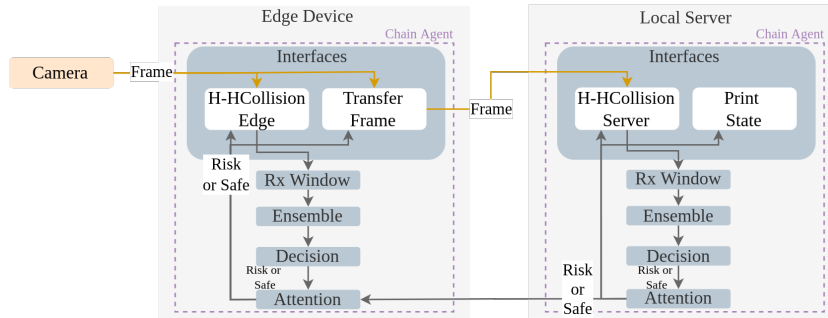 Edge Device
Local Server
Chain Agent
Chain Agent
Interfaces
Interfaces
Camera
Frame
H-HCollision
Edge
Transfer
Frame
Frame
H-HCollision
Server
Print
State
Risk
or Safe
Rx Window
Rx Window
Ensemble
Ensemble
Decision
Decision
Risk or
Safe
Risk or
Safe
Attention
Attention
Risk
or
Safe